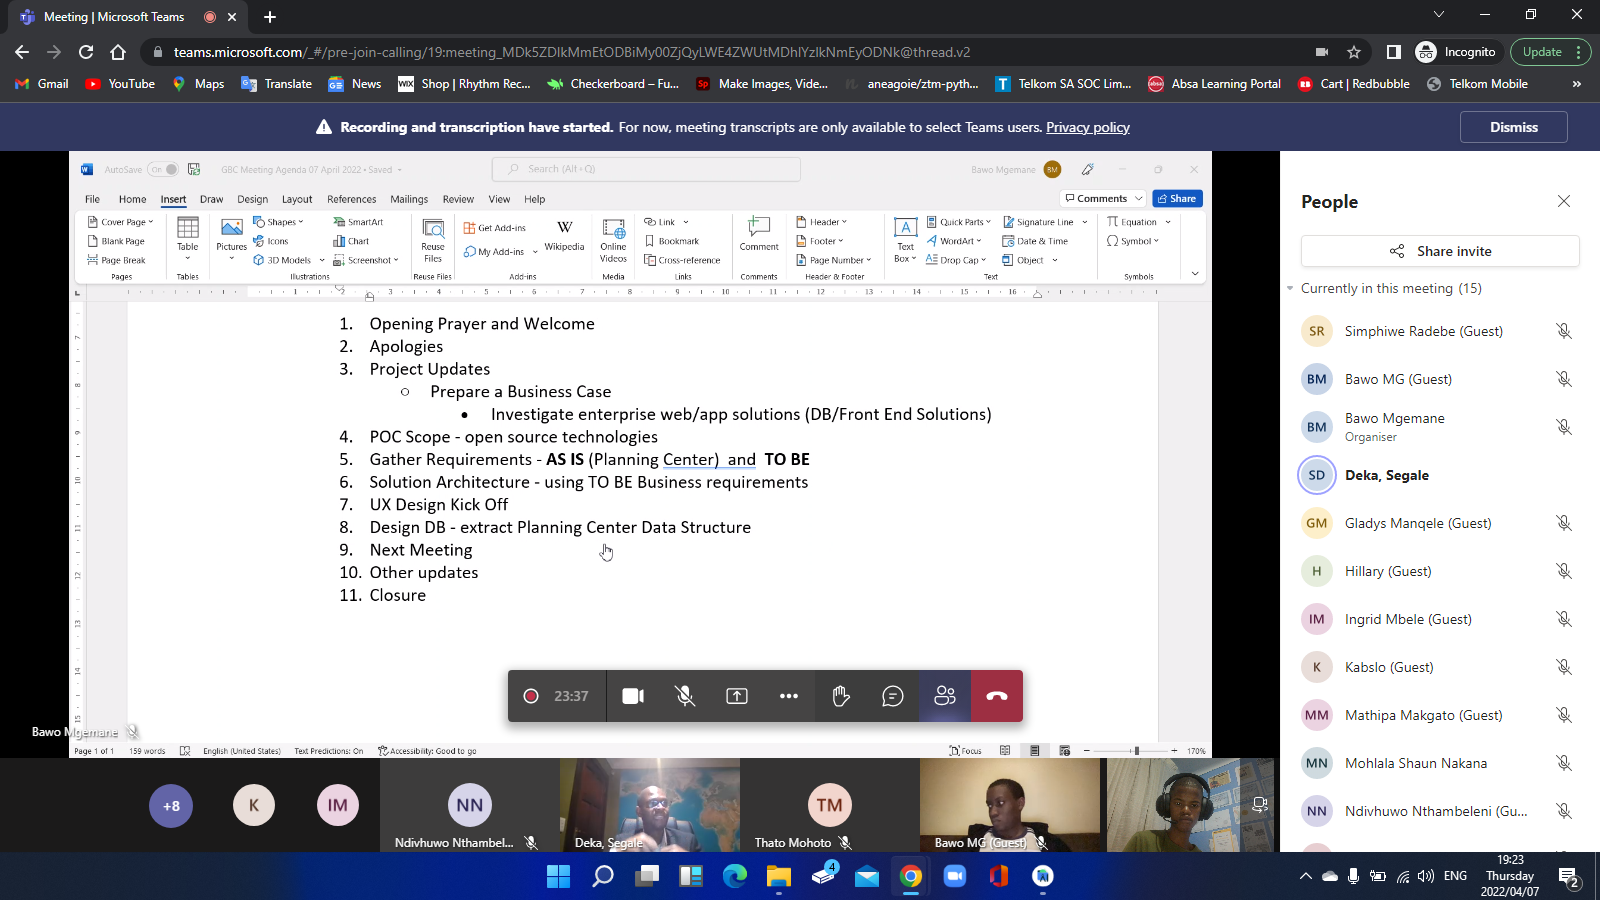 Meeting | Microsoft Teams
teams.microsoft.com/_#/pre-join-calling/19:meeting_MDk5ZDlkMmEtODBiMy00ZjQyLWE4ZWUtMDhlYzlkNmEyODNk@thread.v2
Incognito
Update
Gmail YouTube Maps Translate News Shop | Rhythm Rec... Checkerboard – Fu... Make Images, Vide... aneagoie/ztm-pyth... Telkom SA SOC Lim... Absa Learning Portal Cart | Redbubble Telkom Mobile »
Recording and transcription have started. For now, meeting transcripts are only available to select Teams users. Privacy policy
Dismiss
AutoSave On GBC Meeting Agenda 07 April 2022 • Saved Search (Alt+Q) Bawo Mgemane BM
File Home Insert Draw Design Layout References Mailings Review View Help Comments Share
Cover Page
Blank Page
Page Break
Pages
Table
Tables
Pictures
Shapes
Icons
3D Models
SmartArt
Chart
Screenshot
Illustrations
Reuse Files
Reuse Files
Get Add-ins
My Add-ins
Wikipedia
Add-ins
Online Videos
Media
Link
Bookmark
Cross-reference
Links
Comment
Comments
Header
Footer
Page Number
Header & Footer
Text Box
Quick Parts
WordArt
Drop Cap
Signature Line
Date & Time
Object
Text
Equation
Symbol
Symbols
1. Opening Prayer and Welcome
2. Apologies
3. Project Updates
○ Prepare a Business Case
• Investigate enterprise web/app solutions (DB/Front End Solutions)
4. POC Scope - open source technologies
5. Gather Requirements - AS IS (Planning Center) and TO BE
6. Solution Architecture - using TO BE Business requirements
7. UX Design Kick Off
8. Design DB - extract Planning Center Data Structure
9. Next Meeting
10. Other updates
11. Closure
23:37
Bawo Mgemane
Page 1 of 1 159 words English (United States) Text Predictions: On Accessibility: Good to go Focus 170%
+8
K
IM
NN
Ndivhuwo Nthambel...
Deka, Segale
TM
Thato Mohoto
Bawo MG (Guest)
People
Share invite
Currently in this meeting (15)
SR Simphiwe Radebe (Guest)
BM Bawo MG (Guest)
BM Bawo Mgemane
Organiser
SD Deka, Segale
GM Gladys Manqele (Guest)
H Hillary (Guest)
IM Ingrid Mbele (Guest)
K Kabslo (Guest)
MM Mathipa Makgato (Guest)
MN Mohlala Shaun Nakana
NN Ndivhuwo Nthambeleni (Gu...
4
ENG
19:23
Thursday
2022/04/07
2